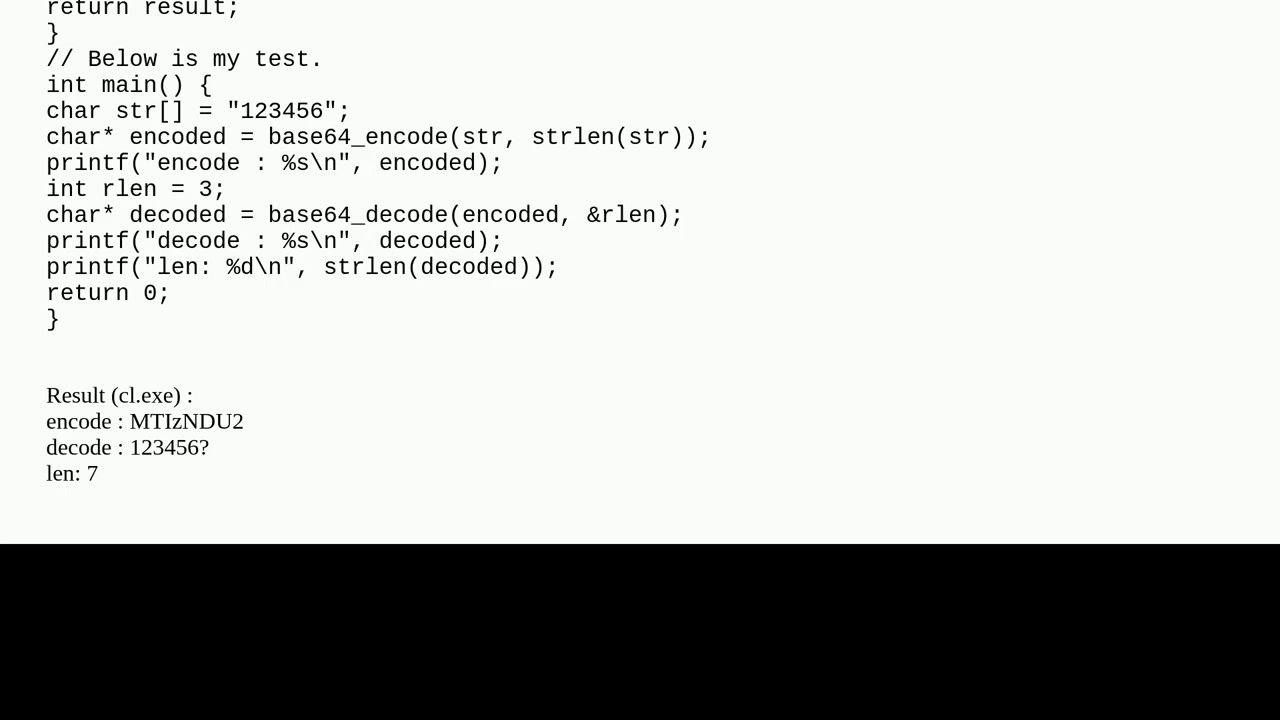 return result;
}
// Below is my test.
int main() {
char str[] = "123456";
char* encoded = base64_encode(str, strlen(str));
printf("encode : %s\n", encoded);
int rlen = 3;
char* decoded = base64_decode(encoded, &rlen);
printf("decode : %s\n", decoded);
printf("len: %d\n", strlen(decoded));
return 0;
}
Result (cl.exe) :
encode : MTIzNDU2
decode : 123456?
len: 7